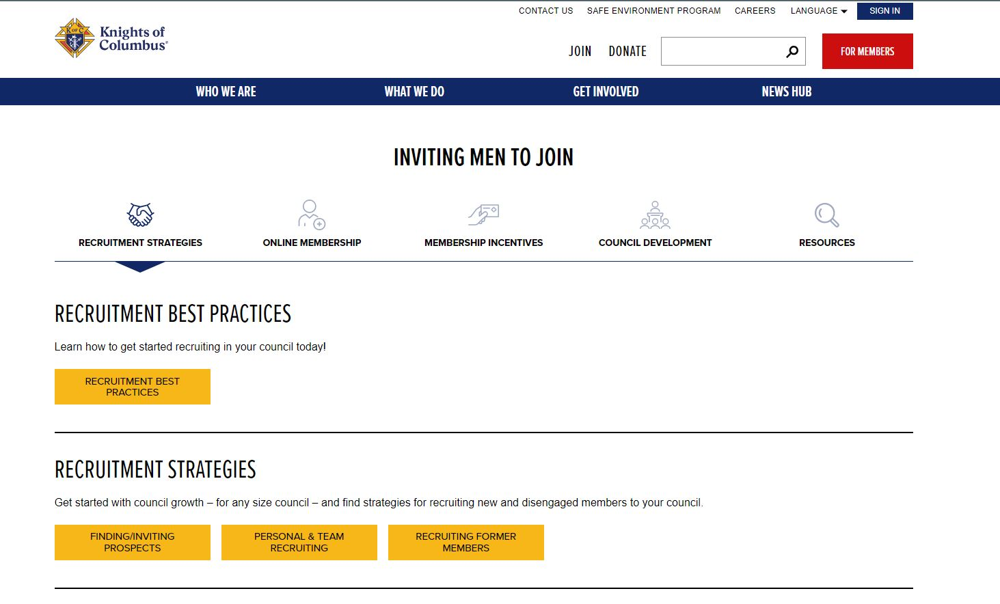 CONTACT US SAFE ENVIRONMENT PROGRAM CAREERS LANGUAGE SIGN IN
K OF C
Knights of
Columbus®
JOIN DONATE FOR MEMBERS
WHO WE ARE WHAT WE DO GET INVOLVED NEWS HUB
INVITING MEN TO JOIN
RECRUITMENT STRATEGIES ONLINE MEMBERSHIP MEMBERSHIP INCENTIVES COUNCIL DEVELOPMENT RESOURCES
RECRUITMENT BEST PRACTICES
Learn how to get started recruiting in your council today!
RECRUITMENT BEST
PRACTICES
RECRUITMENT STRATEGIES
Get started with council growth – for any size council – and find strategies for recruiting new and disengaged members to your council.
FINDING/INVITING
PROSPECTS
PERSONAL & TEAM
RECRUITING
RECRUITING FORMER
MEMBERS